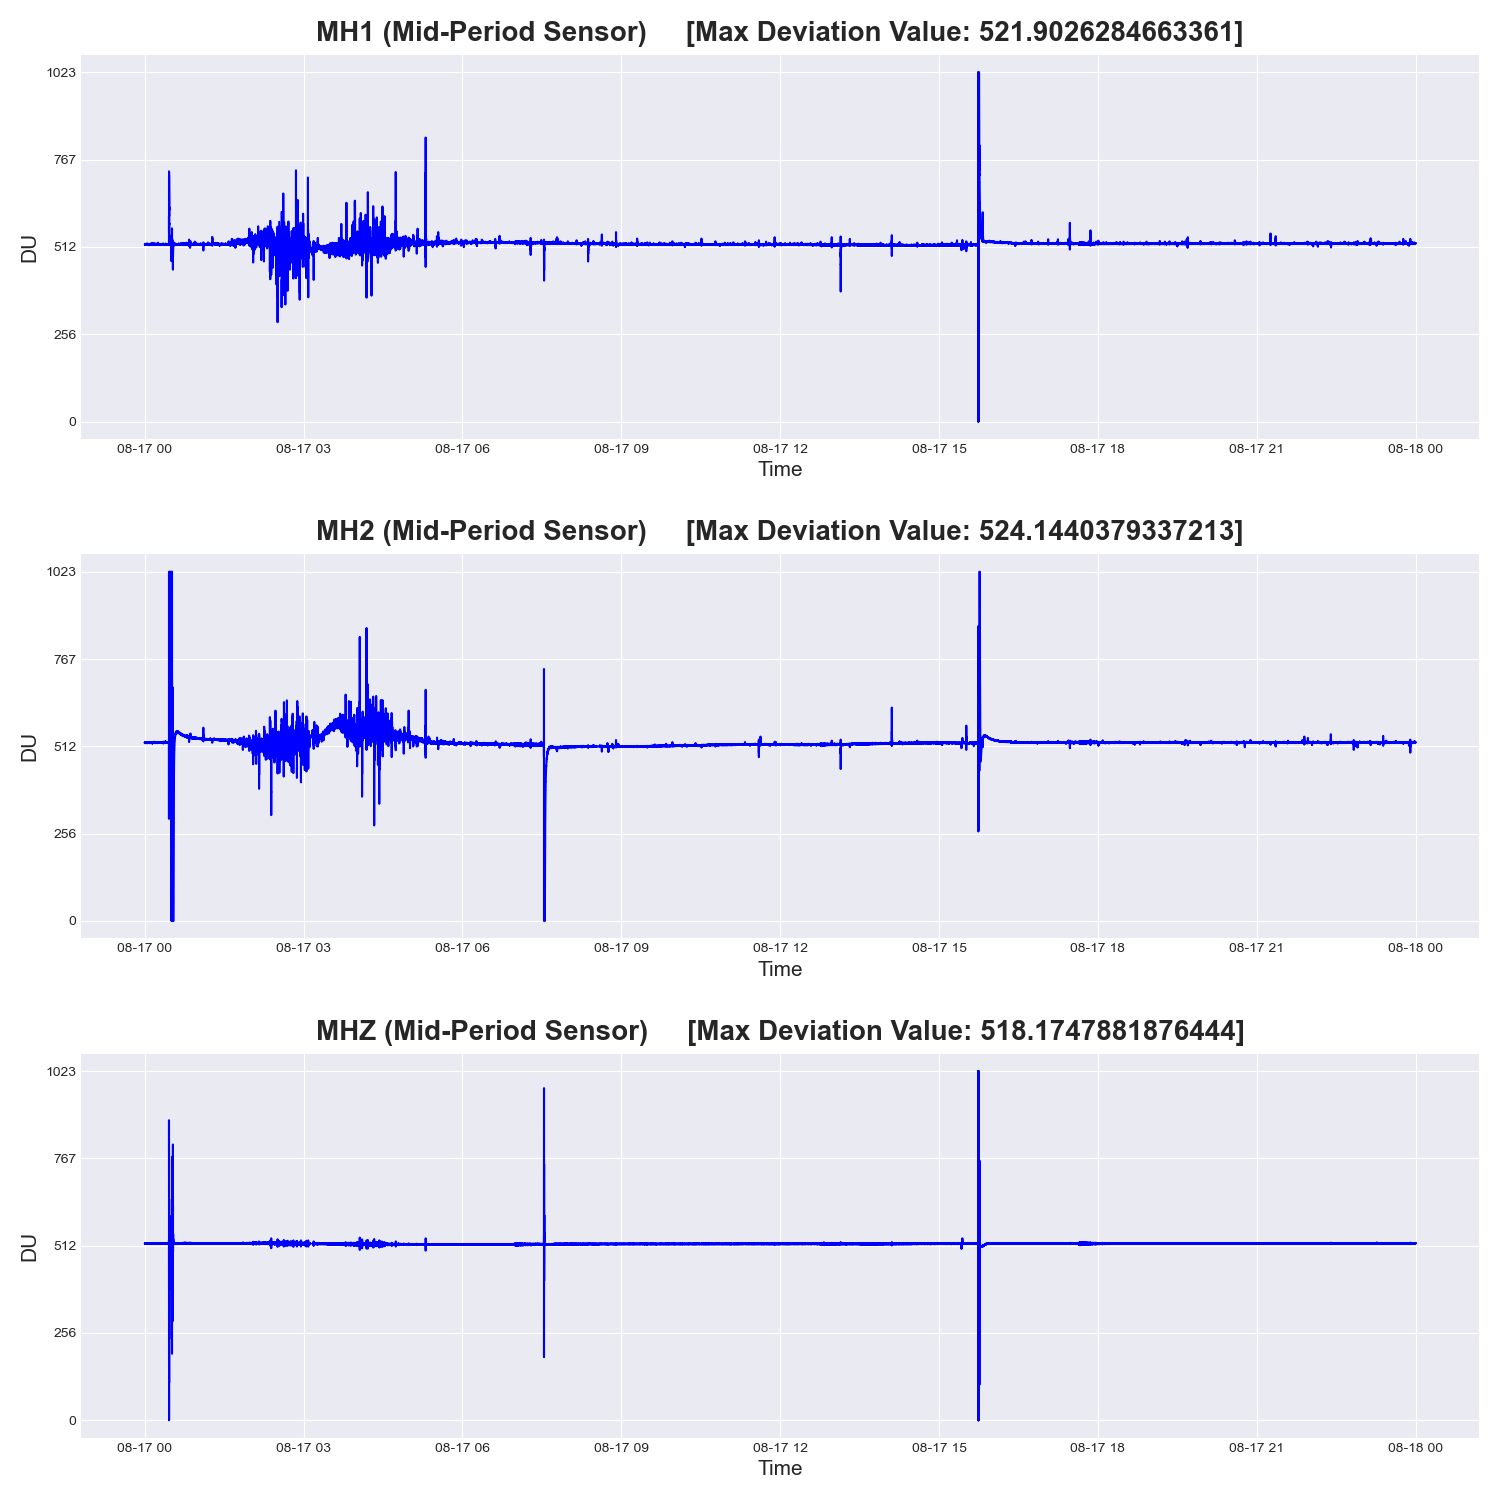 MH1 (Mid-Period Sensor) [Max Deviation Value: 521.9026284663361]
1023
767
512
256
0
DU
08-17 00 08-17 03 08-17 06 08-17 09 08-17 12 08-17 15 08-17 18 08-17 21 08-18 00
Time
MH2 (Mid-Period Sensor) [Max Deviation Value: 524.1440379337213]
1023
767
512
256
0
DU
08-17 00 08-17 03 08-17 06 08-17 09 08-17 12 08-17 15 08-17 18 08-17 21 08-18 00
Time
MHZ (Mid-Period Sensor) [Max Deviation Value: 518.1747881876444]
1023
767
512
256
0
DU
08-17 00 08-17 03 08-17 06 08-17 09 08-17 12 08-17 15 08-17 18 08-17 21 08-18 00
Time